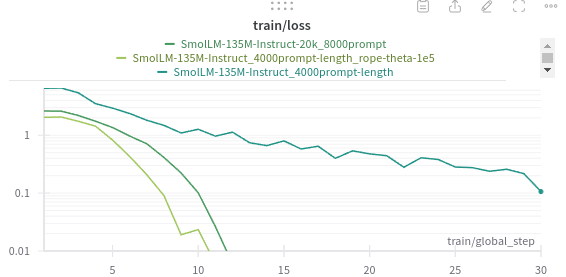 train/loss
SmolLM-135M-Instruct-20k_8000prompt
SmolLM-135M-Instruct_4000prompt-length_rope-theta-1e5
SmolLM-135M-Instruct_4000prompt-length
1
0.1
0.01
train/global_step
5 10 15 20 25 30